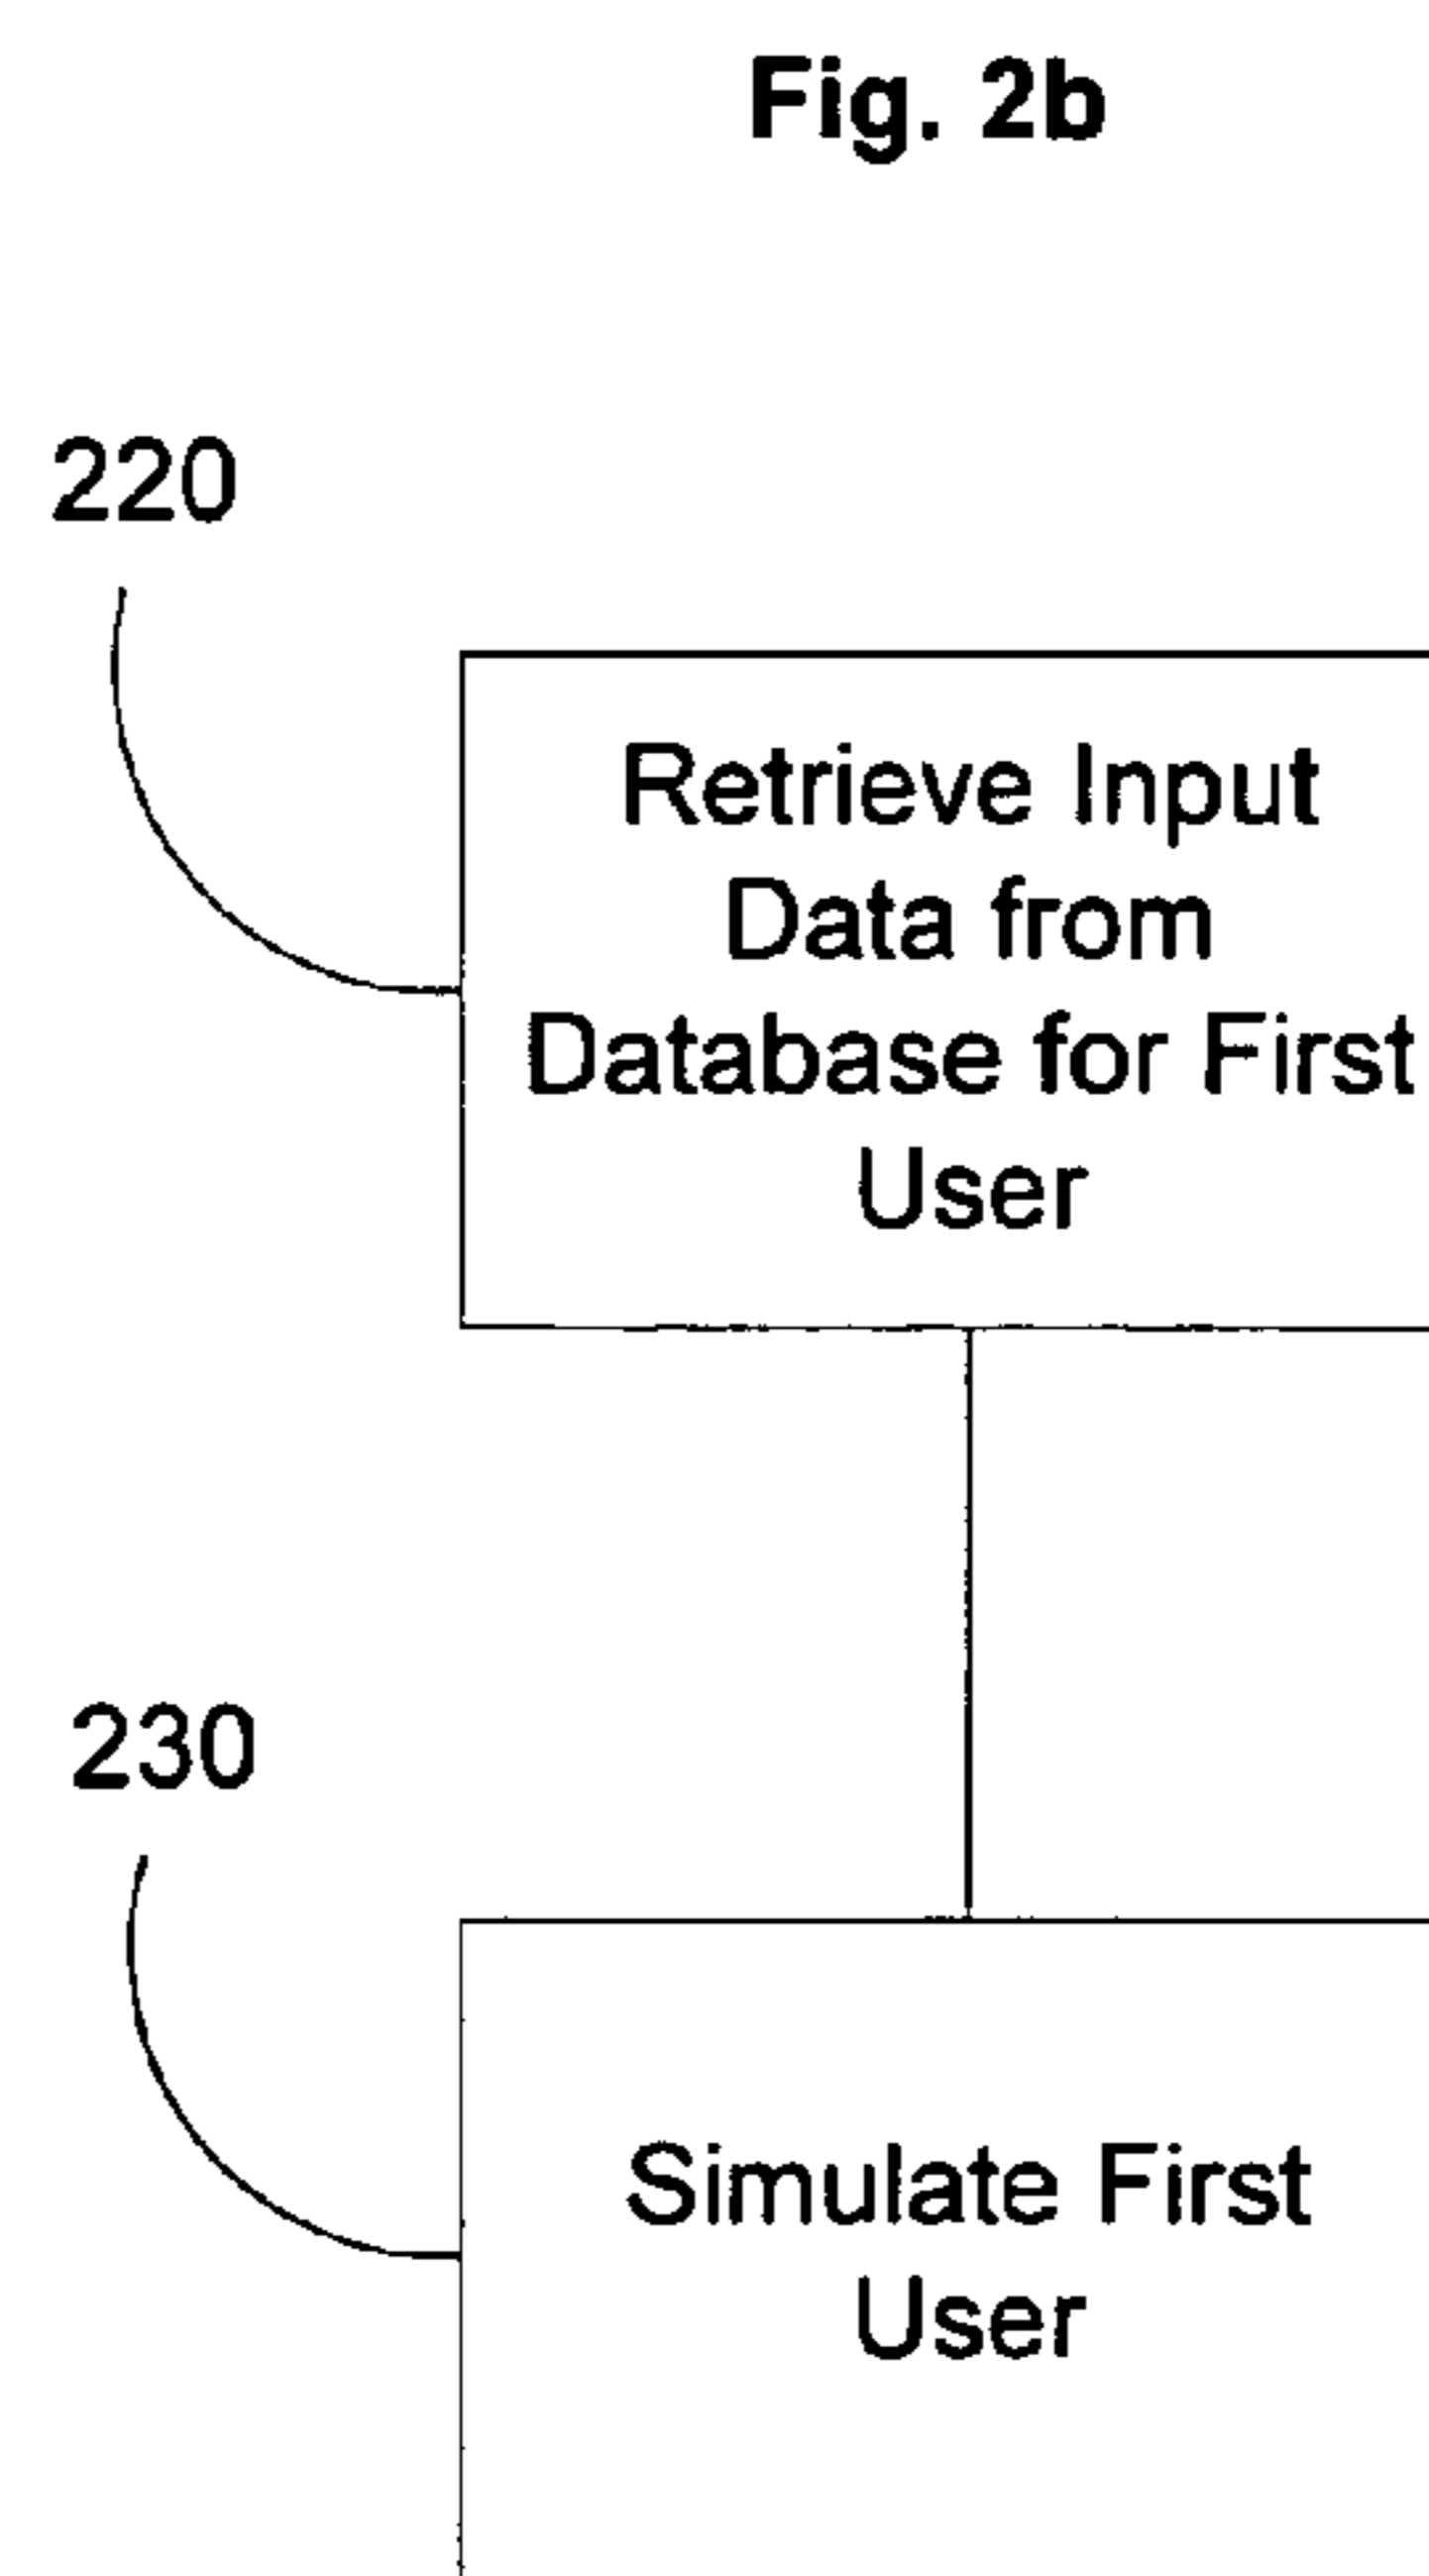 Fig. 2b
220
Retrieve Input
Data from
Database for First
User
230
Simulate First
User